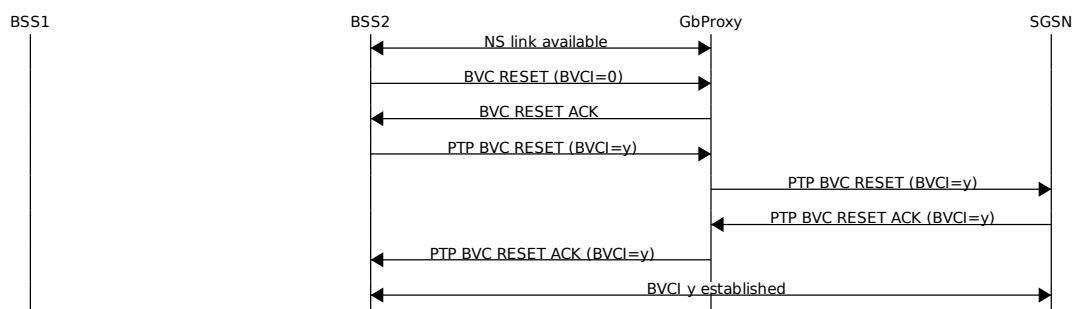 BSS1 BSS2 GbProxy SGSN
NS link available
BVC RESET (BVCI=0)
BVC RESET ACK
PTP BVC RESET (BVCI=y)
PTP BVC RESET (BVCI=y)
PTP BVC RESET ACK (BVCI=y)
PTP BVC RESET ACK (BVCI=y)
BVCI y established